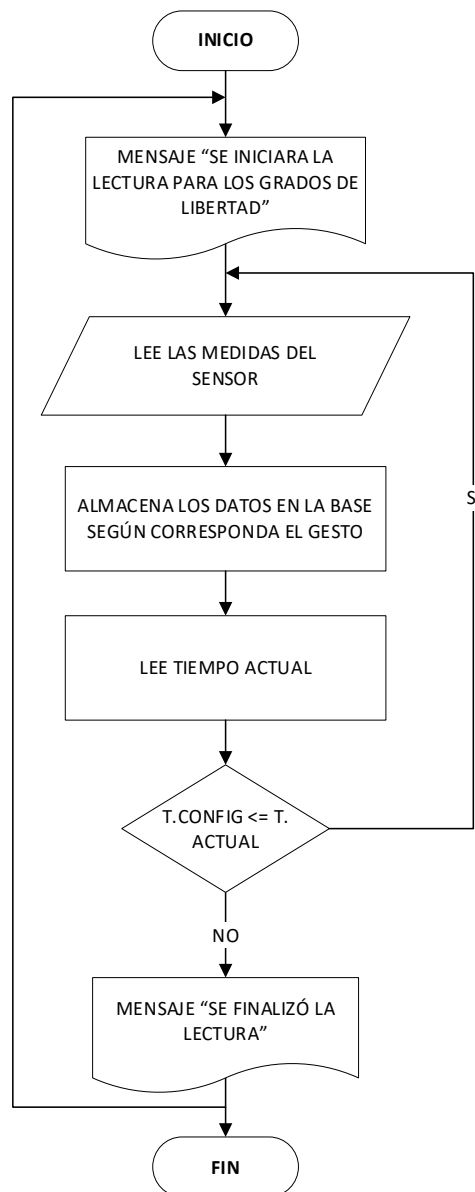 INICIO
MENSAJE “SE INICIARA LA
LECTURA PARA LOS GRADOS DE
LIBERTAD”
LEE LAS MEDIDAS DEL
SENSOR
ALMACENA LOS DATOS EN LA BASE
SEGÚN CORRESPONDA EL GESTO
S
LEE TIEMPO ACTUAL
T.CONFIG <= T.
ACTUAL
NO
MENSAJE “SE FINALIZÓ LA
LECTURA”
FIN